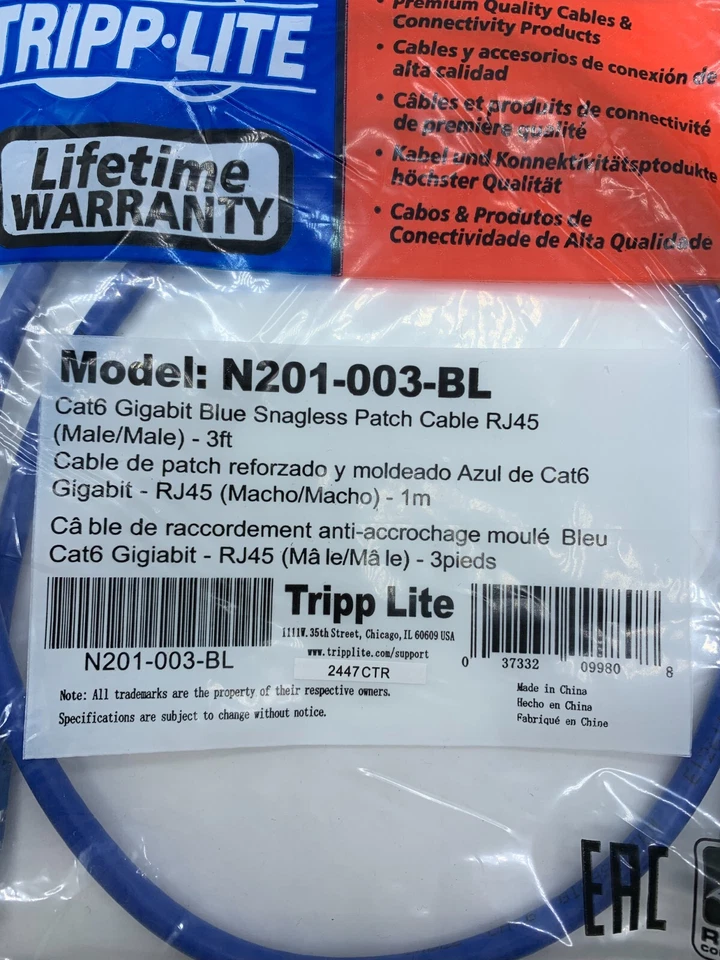 TRIPP·LITE
Lifetime
WARRANTY
• Premium Quality Cables &
Connectivity Products
• Cables y accesorios de conexión de
alta calidad
• Câbles et produits de connectivité
de première qualité
• Kabel und Konnektivitätsptodukte
höchster Qualität
• Cabos & Produtos de
Conectividade de Alta Qualidade
Model: N201-003-BL
Cat6 Gigabit Blue Snagless Patch Cable RJ45
(Male/Male) - 3ft
Cable de patch reforzado y moldeado Azul de Cat6
Gigabit - RJ45 (Macho/Macho) - 1m
Câ ble de raccordement anti-accrochage moulé Bleu
Cat6 Gigiabit - RJ45 (Mâ le/Mâ le) - 3pieds
N201-003-BL
Tripp Lite
1111W. 35th Street, Chicago, IL 60609 USA
www.tripplite.com/support
2447CTR
0 37332 09980 8
Note: All trademarks are the property of their respective owners.
Specifications are subject to change without notice.
Made in China
Hecho en China
Fabriqué en Chine
EAC